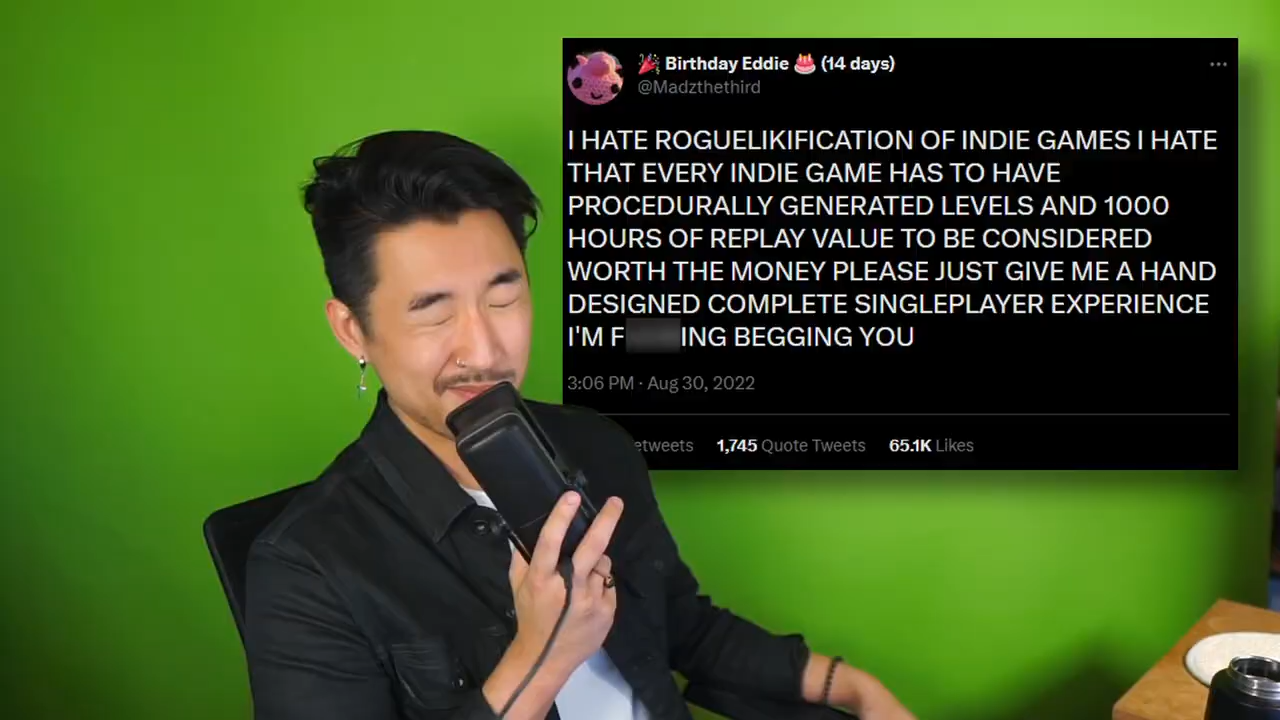 🎉 Birthday Eddie 🎂 (14 days)
@Madzthethird
I HATE ROGUELIKIFICATION OF INDIE GAMES I HATE
THAT EVERY INDIE GAME HAS TO HAVE
PROCEDURALLY GENERATED LEVELS AND 1000
HOURS OF REPLAY VALUE TO BE CONSIDERED
WORTH THE MONEY PLEASE JUST GIVE ME A HAND
DESIGNED COMPLETE SINGLEPLAYER EXPERIENCE
I'M F ING BEGGING YOU
3:06 PM · Aug 30, 2022
etweets 1,745 Quote Tweets 65.1K Likes